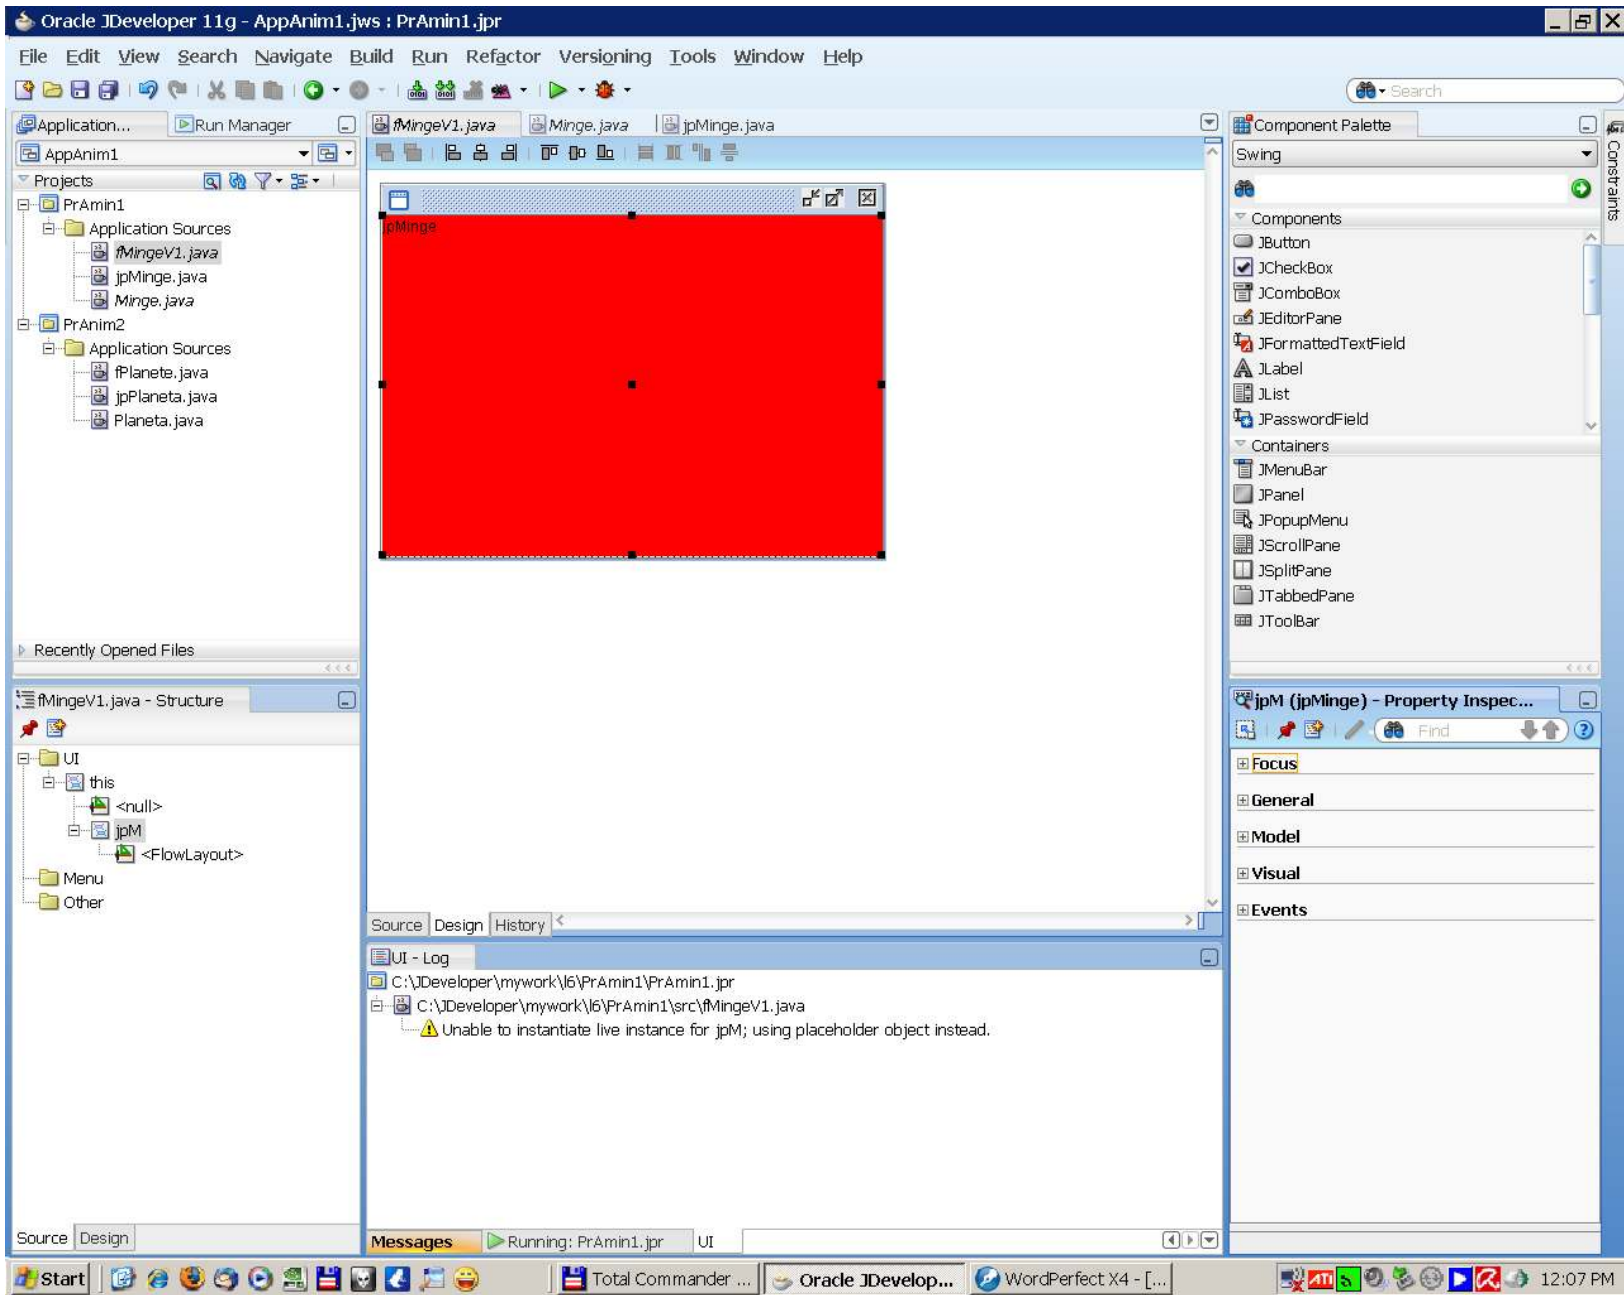 Oracle JDeveloper 11g - AppAnim1.jws : PrAmin1.jpr
File Edit View Search Navigate Build Run Refactor Versioning Tools Window Help
Search
Application... Run Manager
AppAnim1
Projects
PrAmin1
Application Sources
fMingeV1.java
jpMinge.java
Minge.java
PrAnim2
Application Sources
fPlanete.java
jpPlaneta.java
Planeta.java
Recently Opened Files
fMingeV1.java - Structure
UI
this
<null>
jpM
<FlowLayout>
Menu
Other
Source Design
fMingeV1.java Minge.java jpMinge.java
jpMinge
Source Design History
UI - Log
C:\JDeveloper\mywork\l6\PrAmin1\PrAmin1.jpr
C:\JDeveloper\mywork\l6\PrAmin1\src\fMingeV1.java
Unable to instantiate live instance for jpM; using placeholder object instead.
Messages Running: PrAmin1.jpr UI
Component Palette
Swing
Components
JButton
JCheckBox
JComboBox
JEditorPane
JFormattedTextField
JLabel
JList
JPasswordField
Containers
JMenuBar
JPanel
JPopupMenu
JScrollPane
JSplitPane
JTabbedPane
JToolBar
Constraints
jpM (jpMinge) - Property Inspec...
Find
Focus
General
Model
Visual
Events
Start Total Commander ... Oracle JDevelop... WordPerfect X4 - [... ATI 12:07 PM